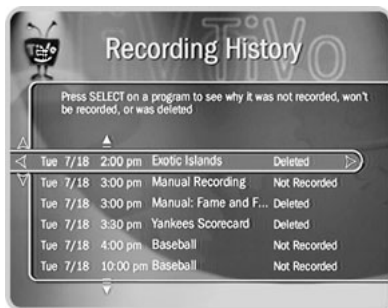 TiVo
Recording History
Press SELECT on a program to see why it was not recorded, won't
be recorded, or was deleted
Tue 7/18 2:00 pm Exotic Islands Deleted
Tue 7/18 3:00 pm Manual Recording Not Recorded
Tue 7/18 3:00 pm Manual: Fame and F... Deleted
Tue 7/18 3:30 pm Yankees Scorecard Deleted
Tue 7/18 4:00 pm Baseball Not Recorded
Tue 7/18 10:00 pm Baseball Not Recorded